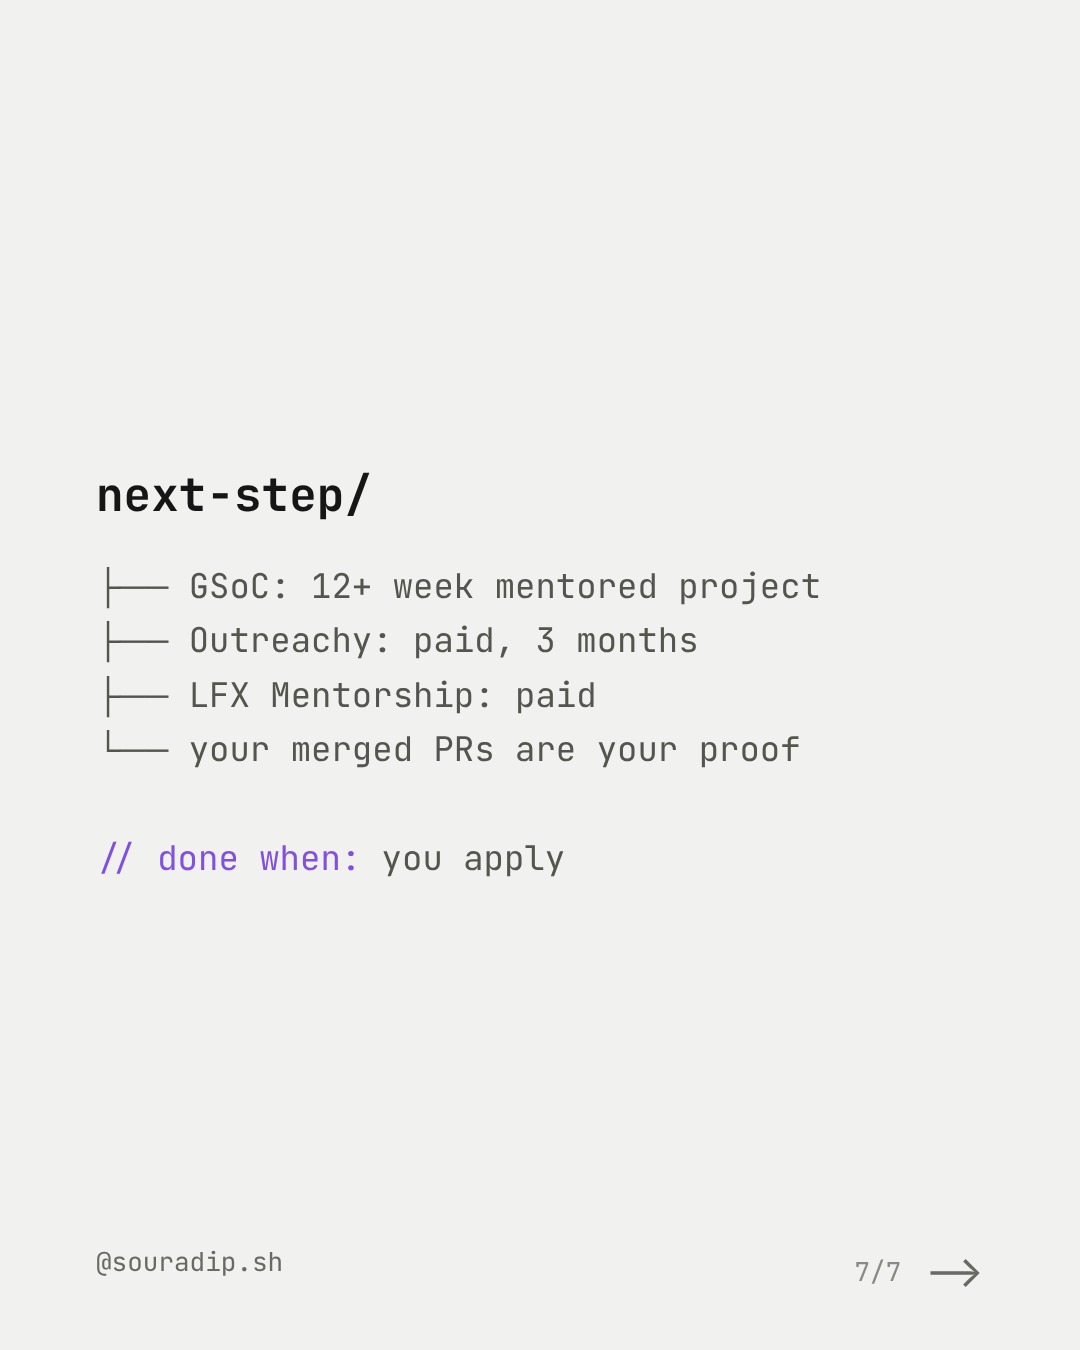 next-step/
├── GSoC: 12+ week mentored project
├── Outreachy: paid, 3 months
├── LFX Mentorship: paid
└── your merged PRs are your proof
// done when: you apply
@souradip.sh
7/7 →